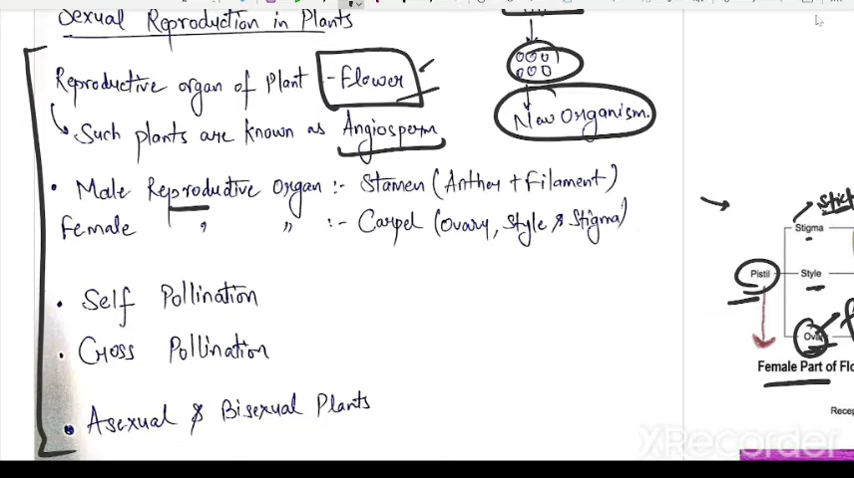 Sexual Reproduction in Plants
Reproductive organ of Plant - Flower
Such plants are known as Angiosperm
• Male Reproductive Organ :- Stamen (Anther + Filament)
Female " " :- Carpel (Ovary, Style & Stigma)
• Self Pollination
• Cross Pollination
• Asexual & Bisexual Plants
New Organism.
Stigma
Pistil
Style
Female Part of Flo
Recep
XRecorder